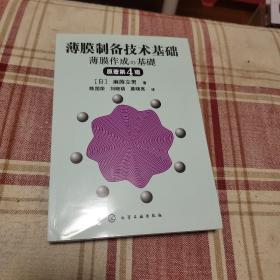 薄膜制备技术基础
薄膜作成の基礎
原著第4版
[日] 麻蒔立男 著
陈国荣 刘晓萌 莫晓亮 译
化学工业出版社